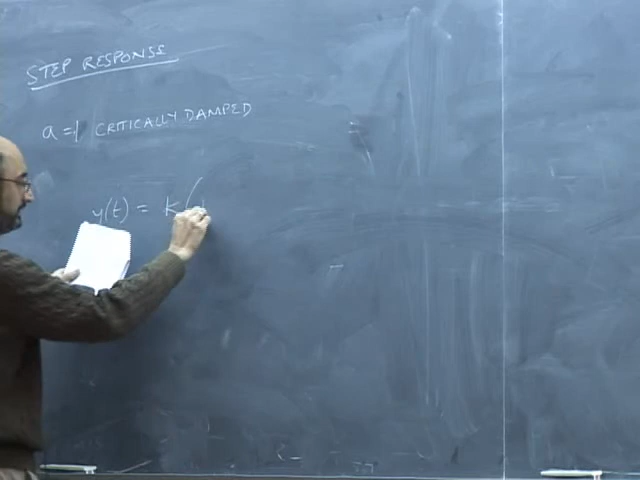 STEP RESPONSE
a = 1 CRITICALLY DAMPED
y(t) = K (